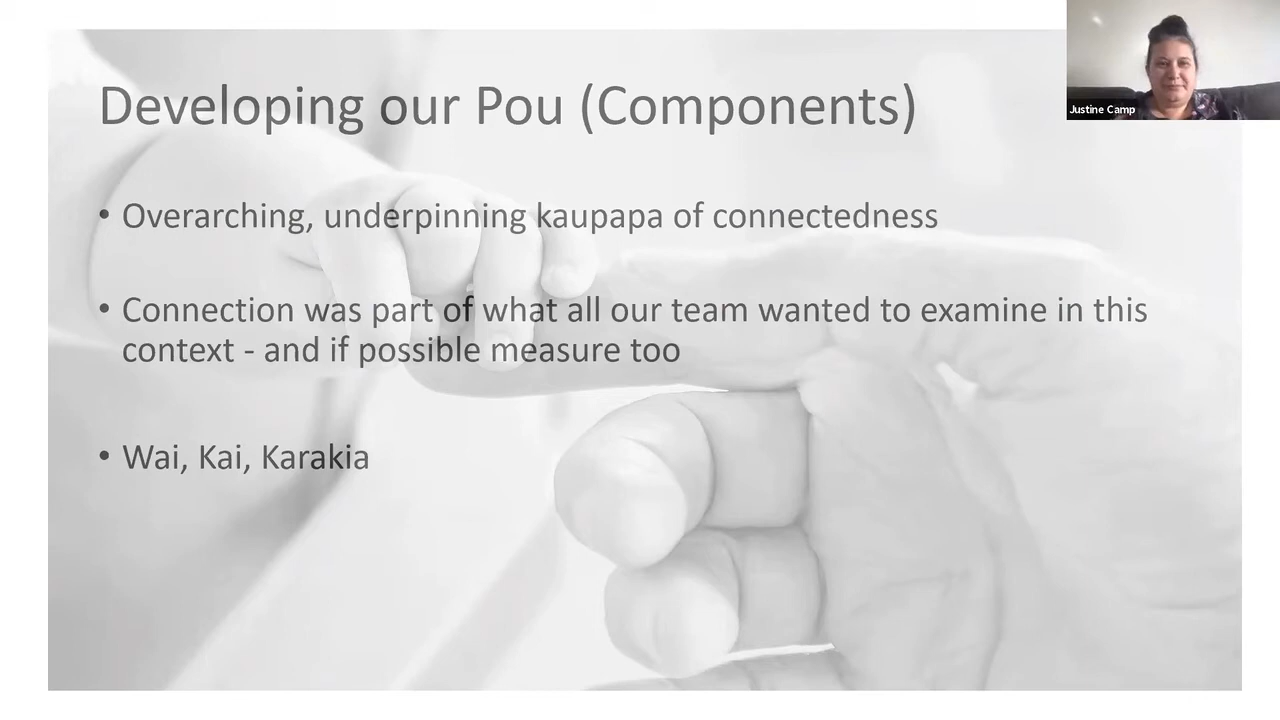 Developing our Pou (Components)
• Overarching, underpinning kaupapa of connectedness
• Connection was part of what all our team wanted to examine in this
context - and if possible measure too
• Wai, Kai, Karakia
Justine Camp